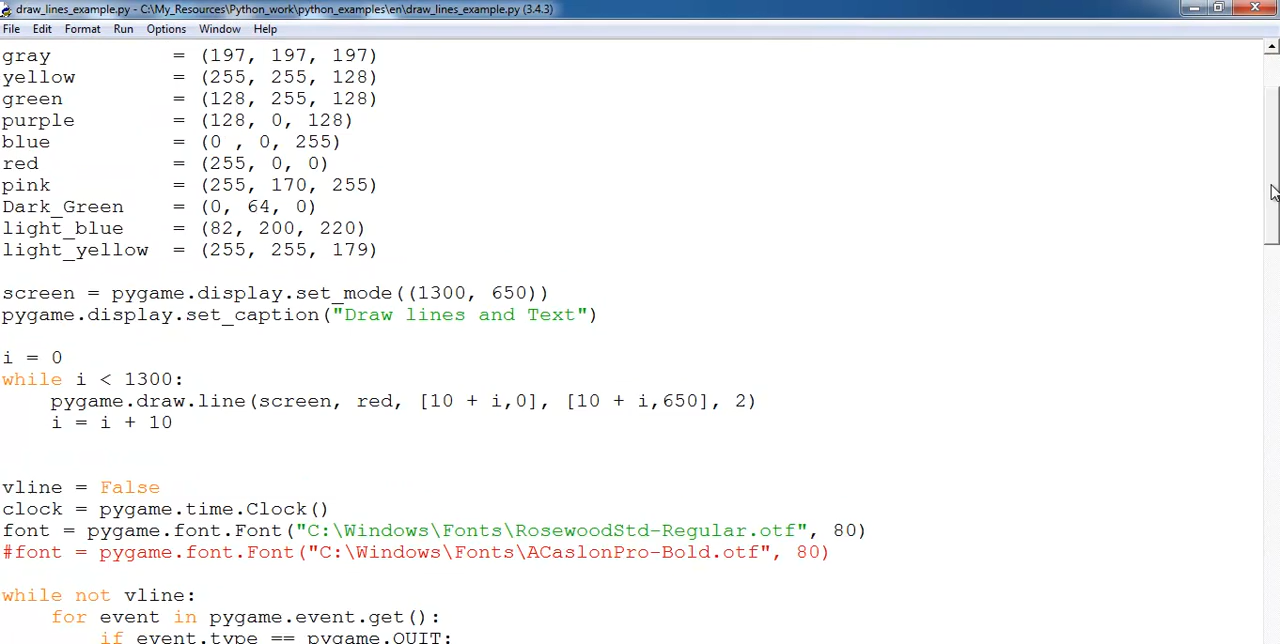 draw_lines_example.py - C:\My_Resources\Python_work\python_examples\en\draw_lines_example.py (3.4.3)
File Edit Format Run Options Window Help
gray = (197, 197, 197)
yellow = (255, 255, 128)
green = (128, 255, 128)
purple = (128, 0, 128)
blue = (0 , 0, 255)
red = (255, 0, 0)
pink = (255, 170, 255)
Dark_Green = (0, 64, 0)
light_blue = (82, 200, 220)
light_yellow = (255, 255, 179)
screen = pygame.display.set_mode((1300, 650))
pygame.display.set_caption("Draw lines and Text")
i = 0
while i < 1300:
    pygame.draw.line(screen, red, [10 + i,0], [10 + i,650], 2)
    i = i + 10
vline = False
clock = pygame.time.Clock()
font = pygame.font.Font("C:\Windows\Fonts\RosewoodStd-Regular.otf", 80)
#font = pygame.font.Font("C:\Windows\Fonts\ACaslonPro-Bold.otf", 80)
while not vline:
    for event in pygame.event.get():
        if event.type == pygame.QUIT: